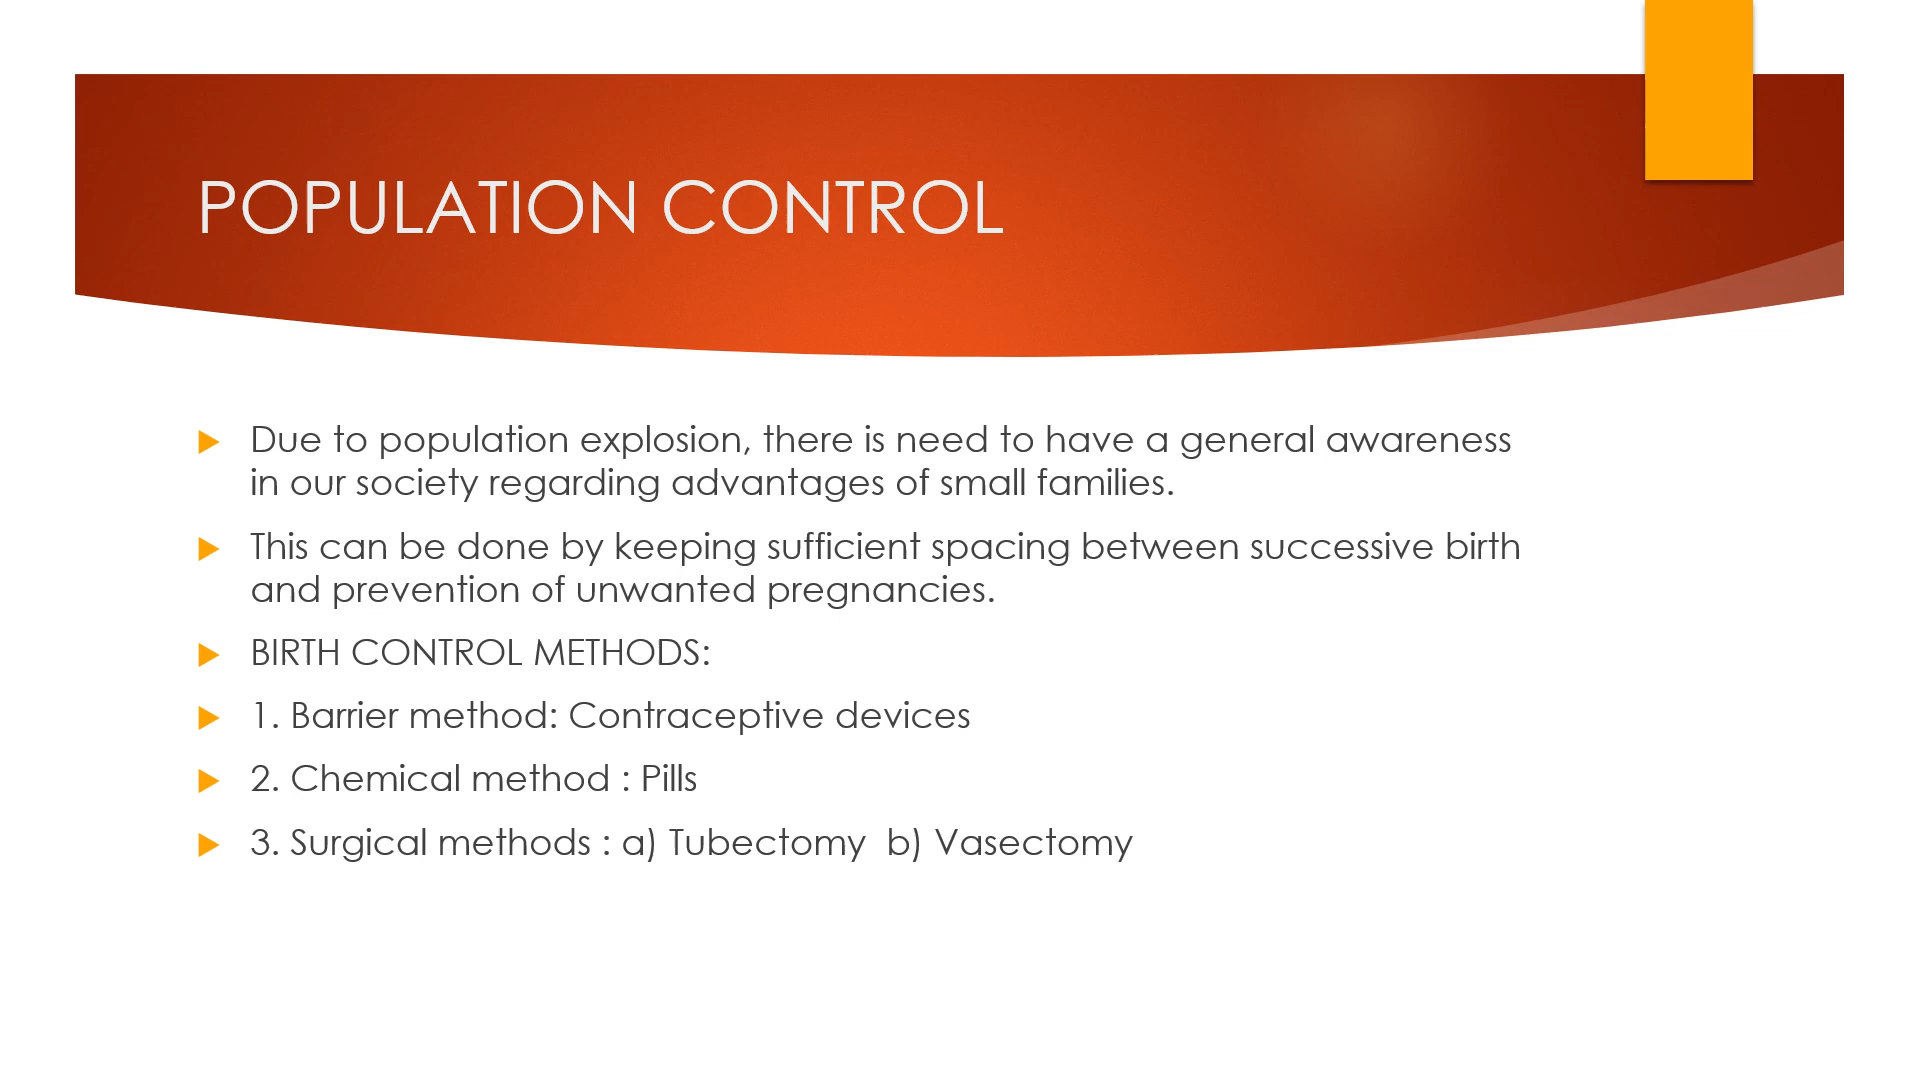 POPULATION CONTROL
Due to population explosion, there is need to have a general awareness
in our society regarding advantages of small families.
This can be done by keeping sufficient spacing between successive birth
and prevention of unwanted pregnancies.
BIRTH CONTROL METHODS:
1. Barrier method: Contraceptive devices
2. Chemical method : Pills
3. Surgical methods : a) Tubectomy  b) Vasectomy